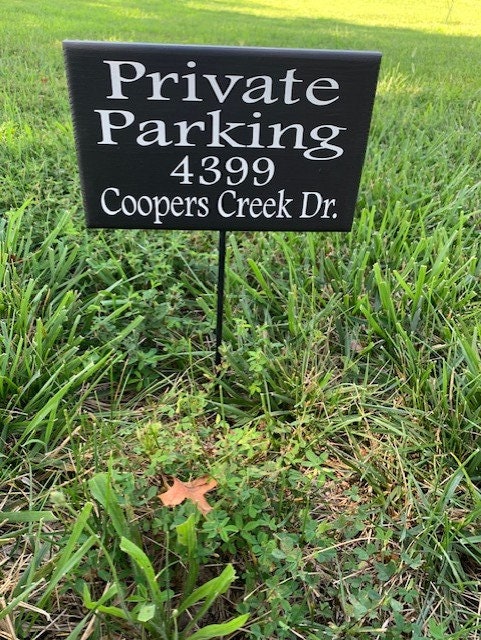 Private
Parking
4399
Coopers Creek Dr.